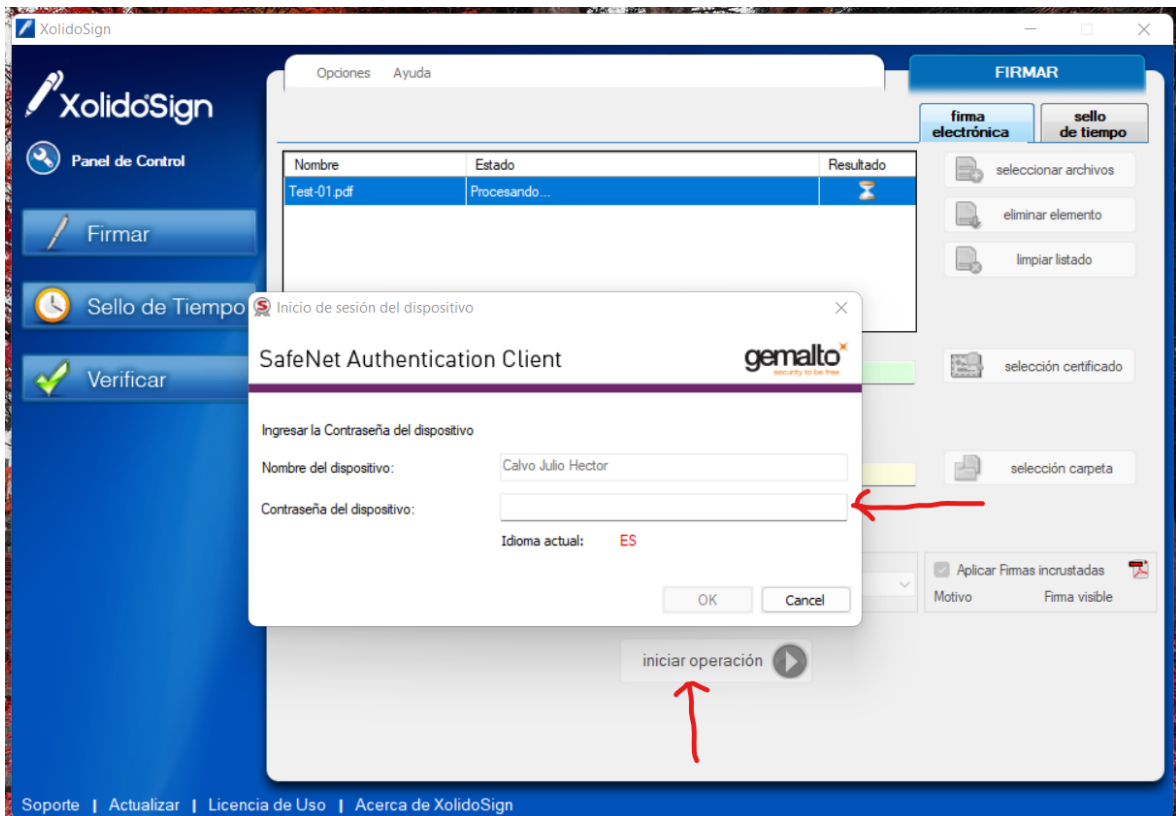 XolidoSign
XolidoSign
Panel de Control
Firmar
Sello de Tiempo
Verificar
Opciones Ayuda
FIRMAR
firma electrónica
sello de tiempo
Nombre Estado Resultado
Test-01.pdf Procesando...
seleccionar archivos
eliminar elemento
limpiar listado
selección certificado
selección carpeta
Aplicar Firmas incrustadas
Motivo Firma visible
Inicio de sesión del dispositivo
SafeNet Authentication Client
gemalto
security to be free
Ingresar la Contraseña del dispositivo
Nombre del dispositivo: Calvo Julio Hector
Contraseña del dispositivo:
Idioma actual: ES
OK Cancel
iniciar operación
Soporte | Actualizar | Licencia de Uso | Acerca de XolidoSign